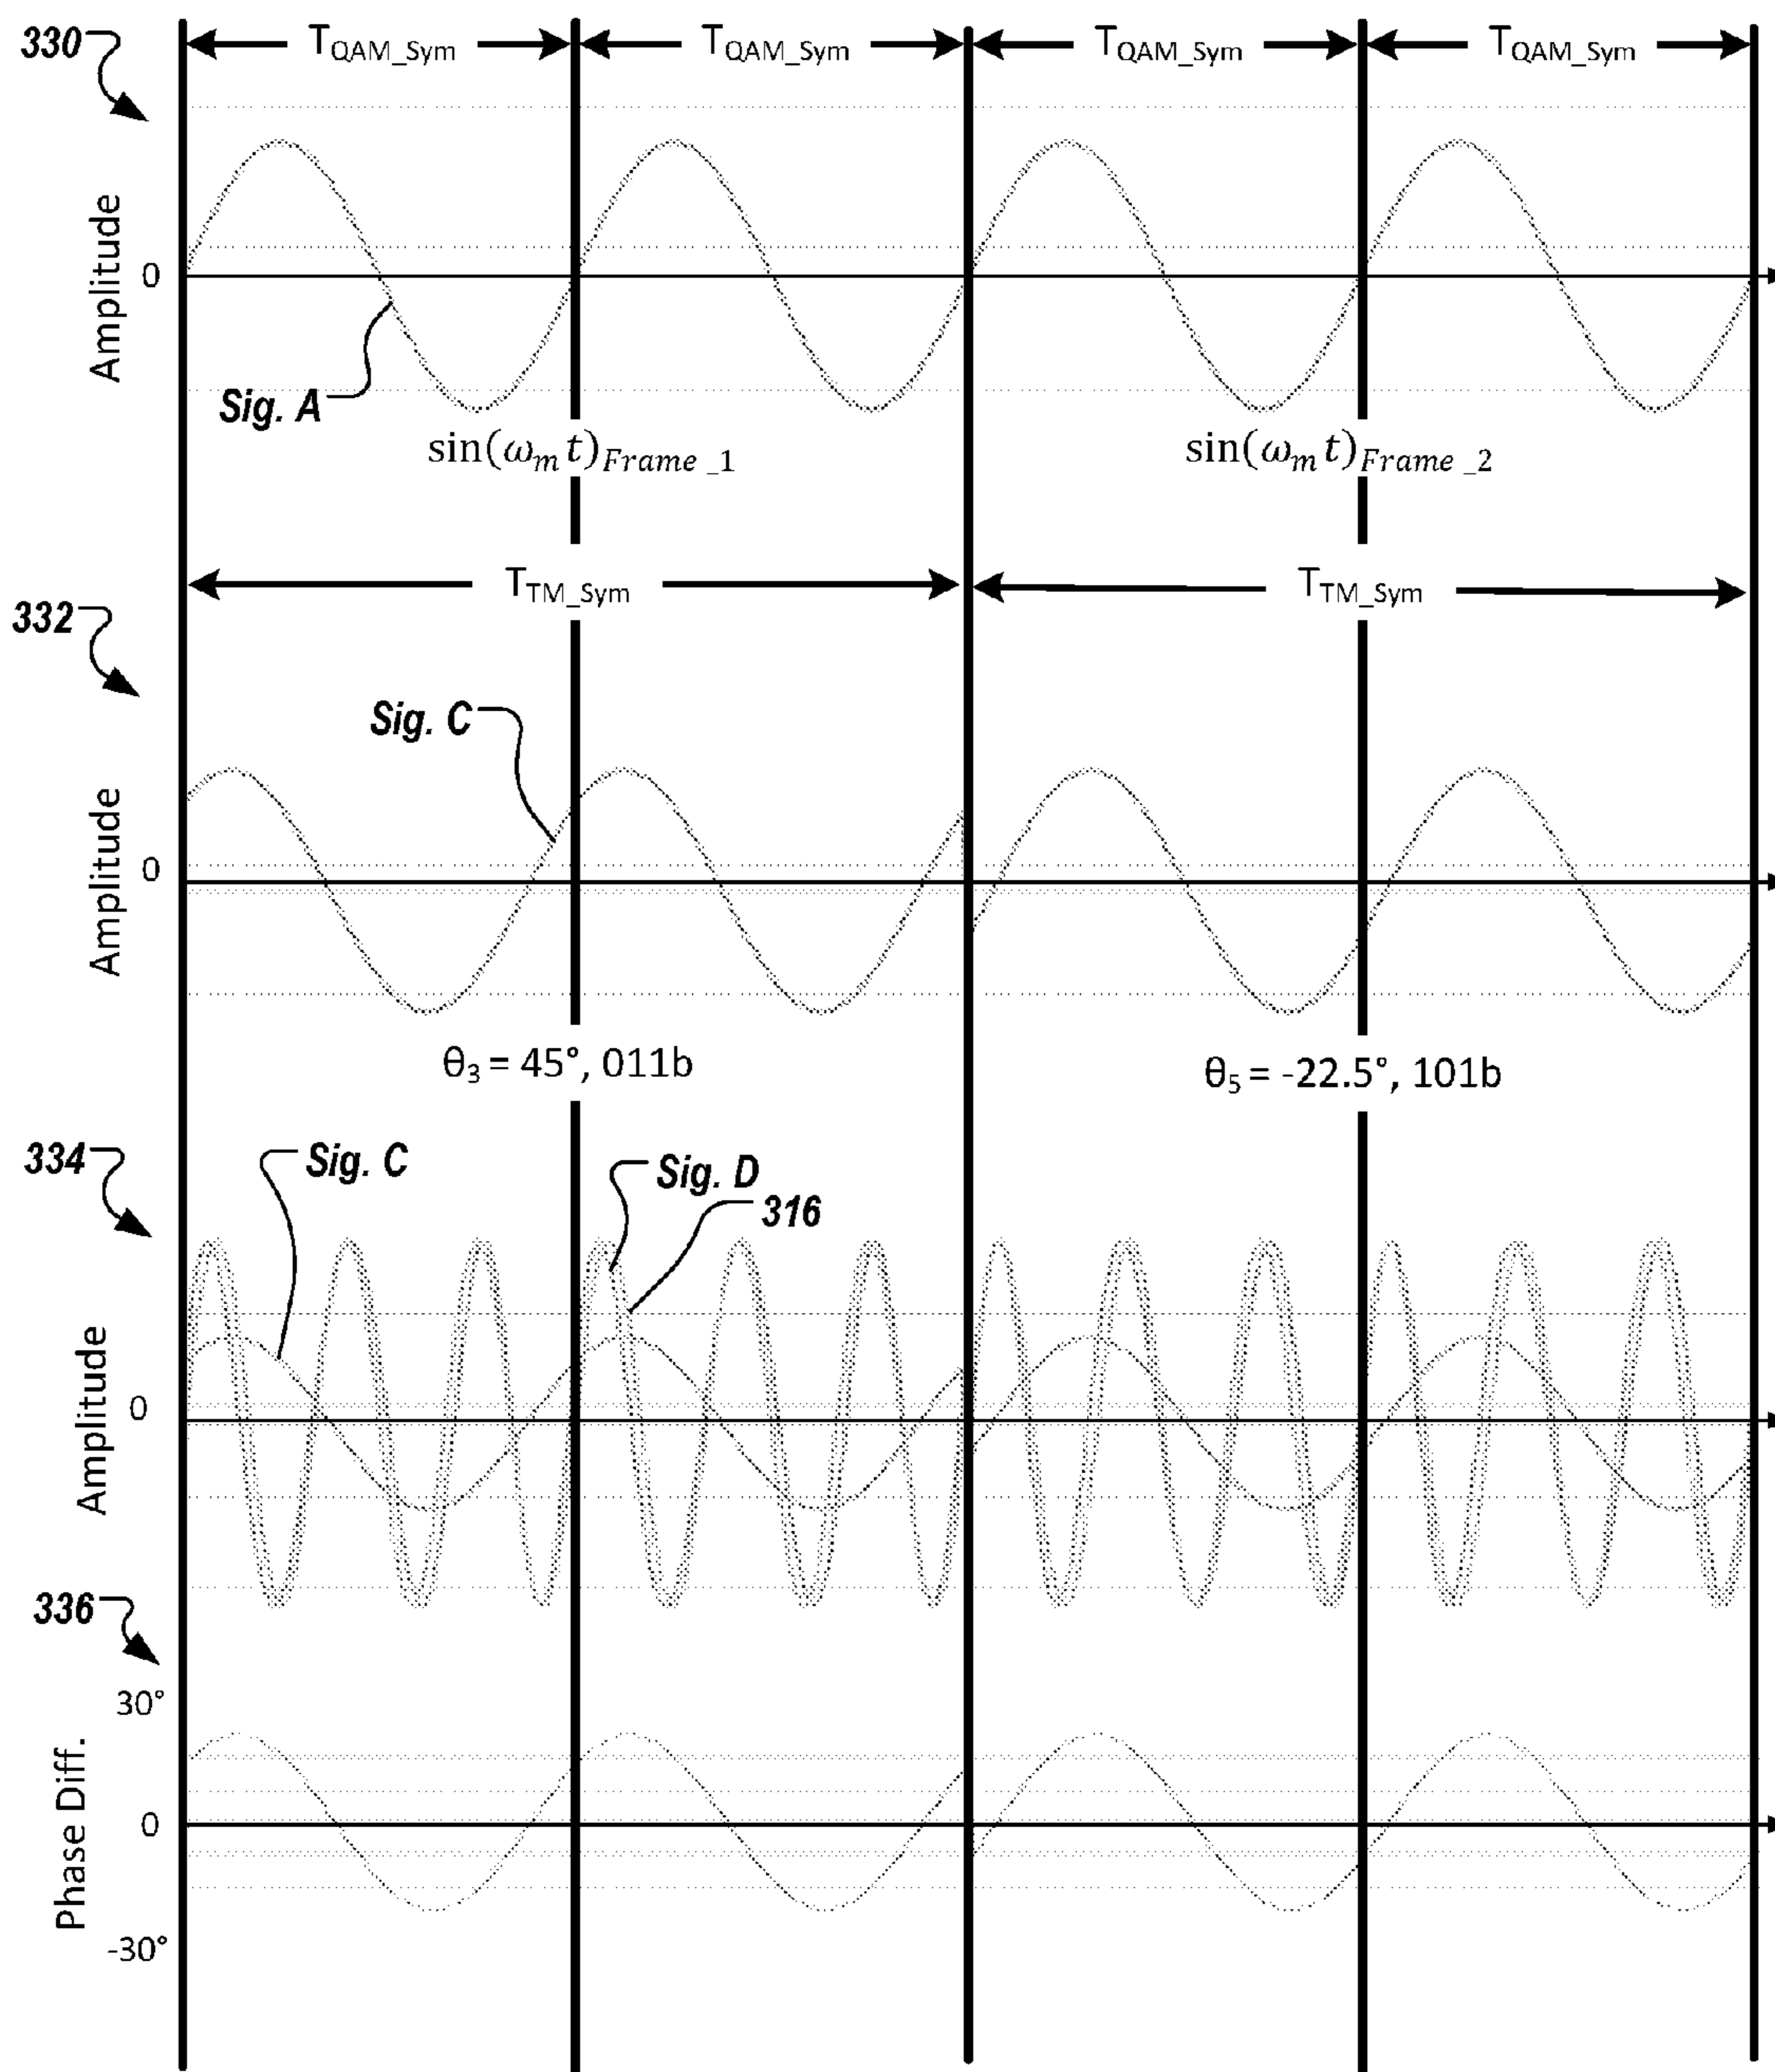 330
T_QAM_Sym T_QAM_Sym T_QAM_Sym T_QAM_Sym
Amplitude
0
Sig. A
sin(ω_m t)_Frame_1 sin(ω_m t)_Frame_2
T_TM_Sym T_TM_Sym
332
Sig. C
Amplitude
0
θ₃ = 45°, 011b θ₅ = -22.5°, 101b
334
Sig. C
Sig. D
316
Amplitude
0
336
30°
Phase Diff.
0
-30°